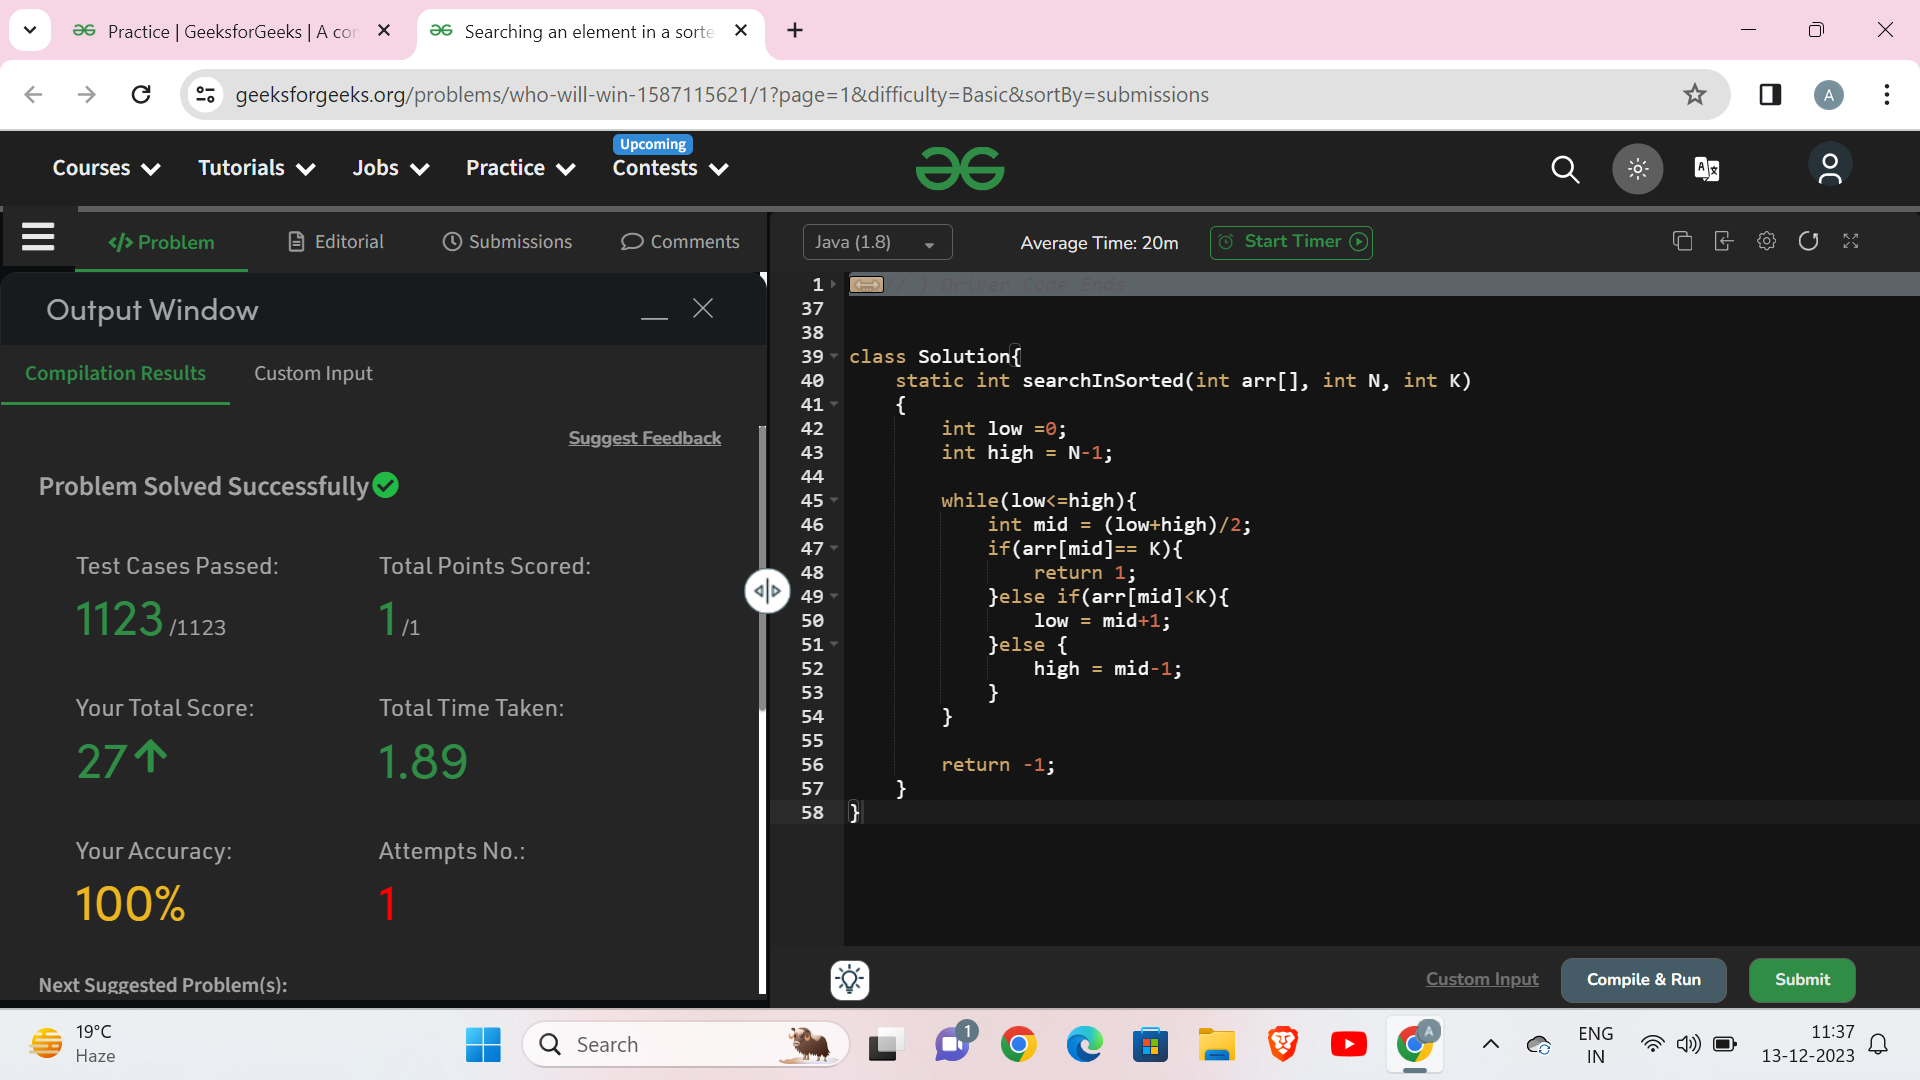 Practice | GeeksforGeeks | A cor
Searching an element in a sorte
geeksforgeeks.org/problems/who-will-win-1587115621/1?page=1&difficulty=Basic&sortBy=submissions
A
Courses
Tutorials
Jobs
Practice
Upcoming
Contests
</> Problem
Editorial
Submissions
Comments
Java (1.8)
Average Time: 20m
Start Timer
Output Window
Compilation Results
Custom Input
Suggest Feedback
Problem Solved Successfully
Test Cases Passed:
Total Points Scored:
1123 /1123
1 /1
Your Total Score:
Total Time Taken:
27
1.89
Your Accuracy:
Attempts No.:
100%
1
Next Suggested Problem(s):
1 // } Driver Code Ends
37
38
39 class Solution{
40 static int searchInSorted(int arr[], int N, int K)
41 {
42 int low =0;
43 int high = N-1;
44
45 while(low<=high){
46 int mid = (low+high)/2;
47 if(arr[mid]== K){
48 return 1;
49 }else if(arr[mid]<K){
50 low = mid+1;
51 }else {
52 high = mid-1;
53 }
54 }
55
56 return -1;
57 }
58 }
Custom Input
Compile & Run
Submit
19°C
Haze
Search
1
A
ENG
IN
11:37
13-12-2023